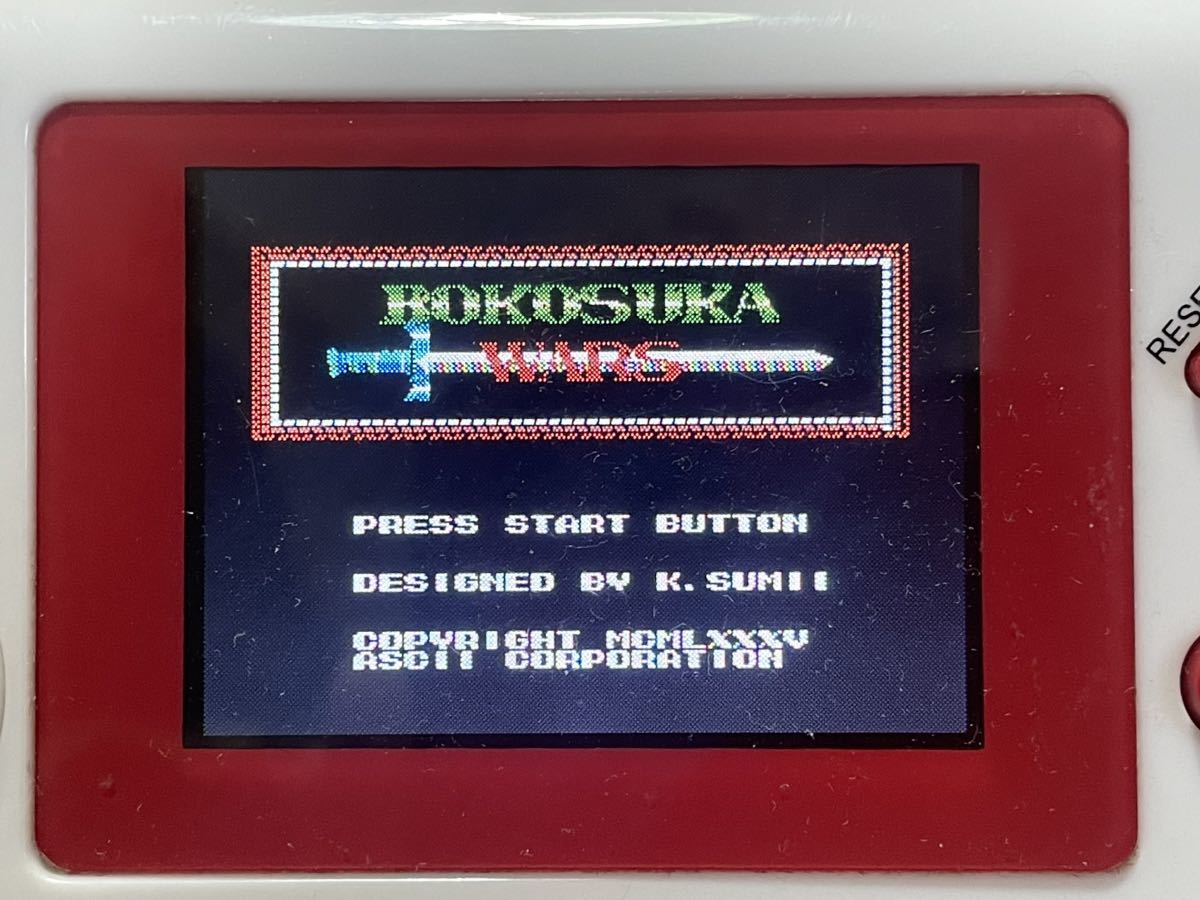 BOKOSUKA
WARS
PRESS START BUTTON
DESIGNED BY K.SUMII
COPYRIGHT MCMLXXXV
ASCII CORPORATION